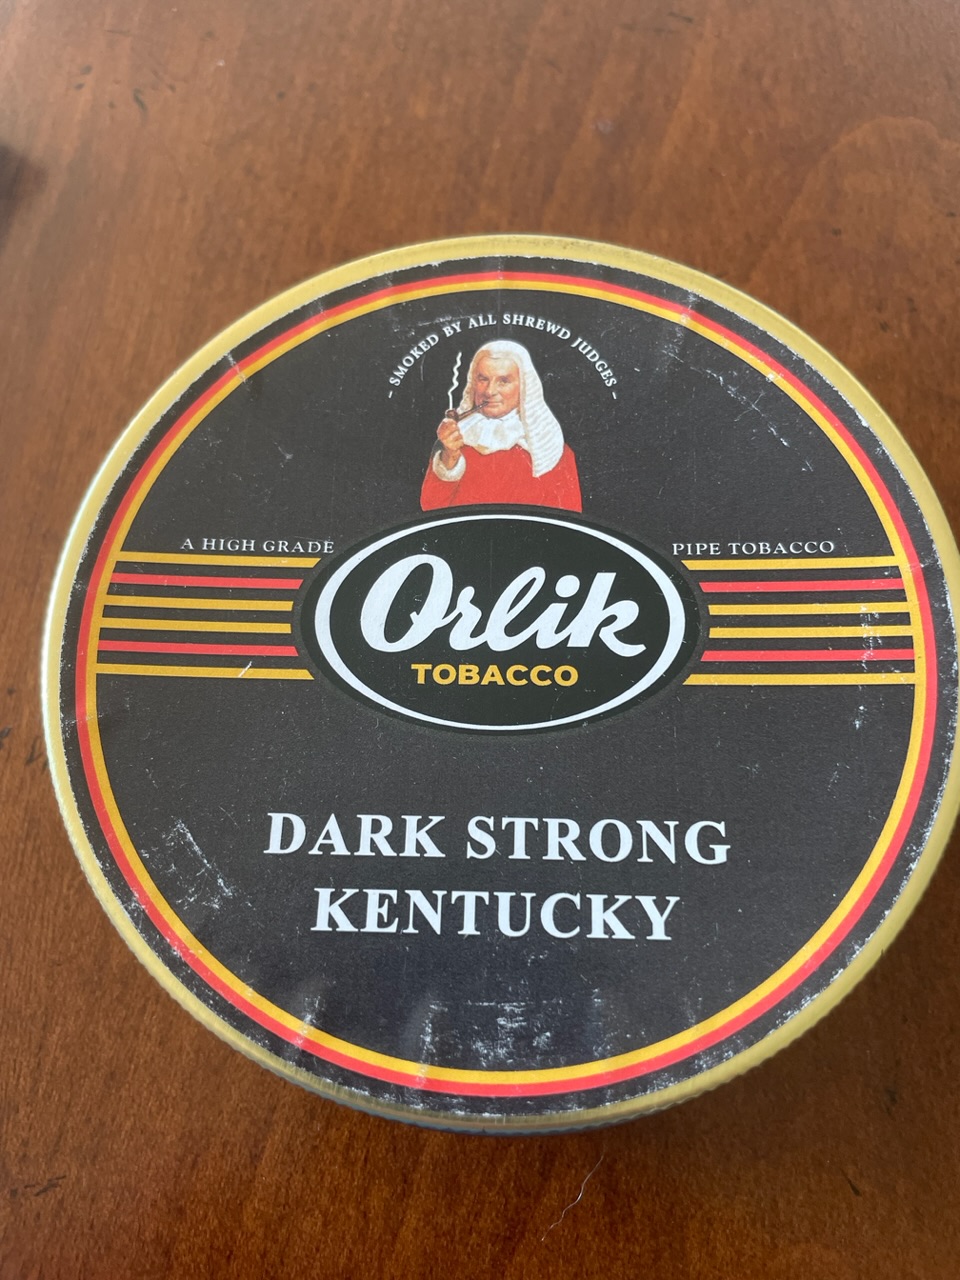 - SMOKED BY ALL SHREWD JUDGES -
A HIGH GRADE PIPE TOBACCO
Orlik
TOBACCO
DARK STRONG
KENTUCKY